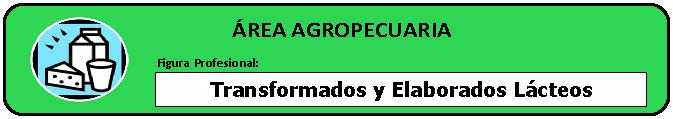 ÁREA AGROPECUARIA
Figura Profesional:
Transformados y Elaborados Lácteos